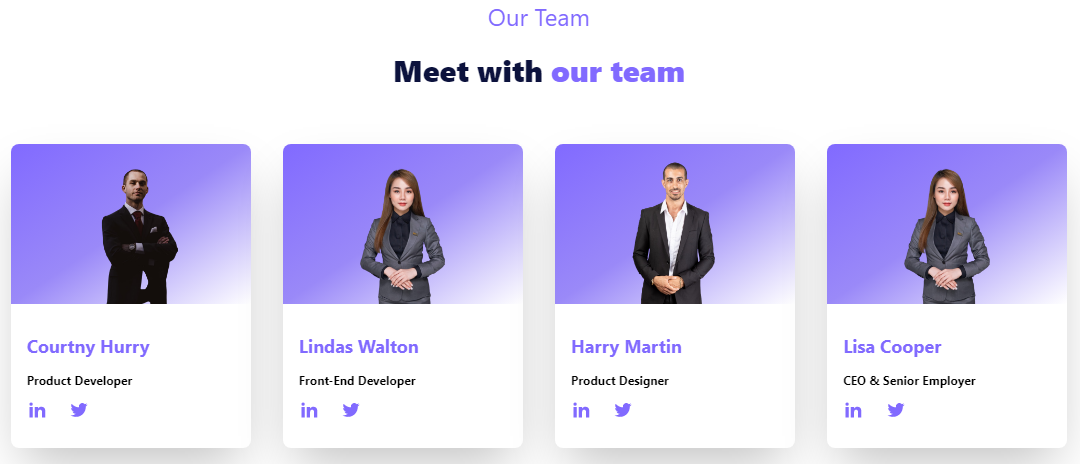 Our Team
Meet with our team
Courtny Hurry
Product Developer
in
Lindas Walton
Front-End Developer
in
Harry Martin
Product Designer
in
Lisa Cooper
CEO & Senior Employer
in